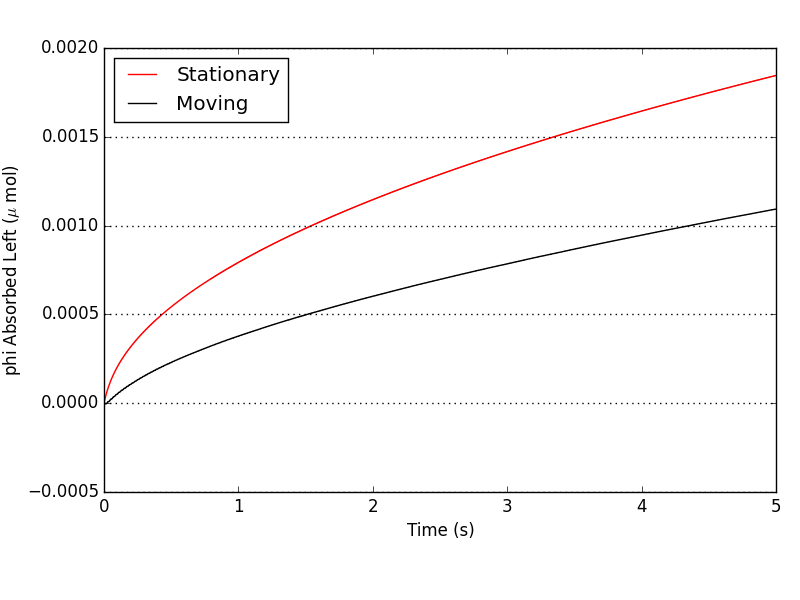 0.0020
0.0015
0.0010
0.0005
0.0000
−0.0005
phi Absorbed Left (μ mol)
Stationary
Moving
0 1 2 3 4 5
Time (s)